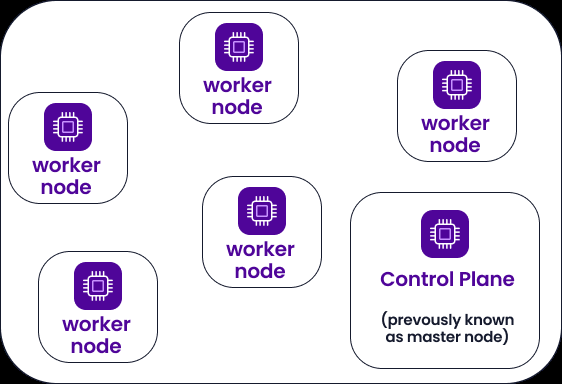 worker
node
worker
node
worker
node
worker
node
worker
node
Control Plane
(prevously known
as master node)